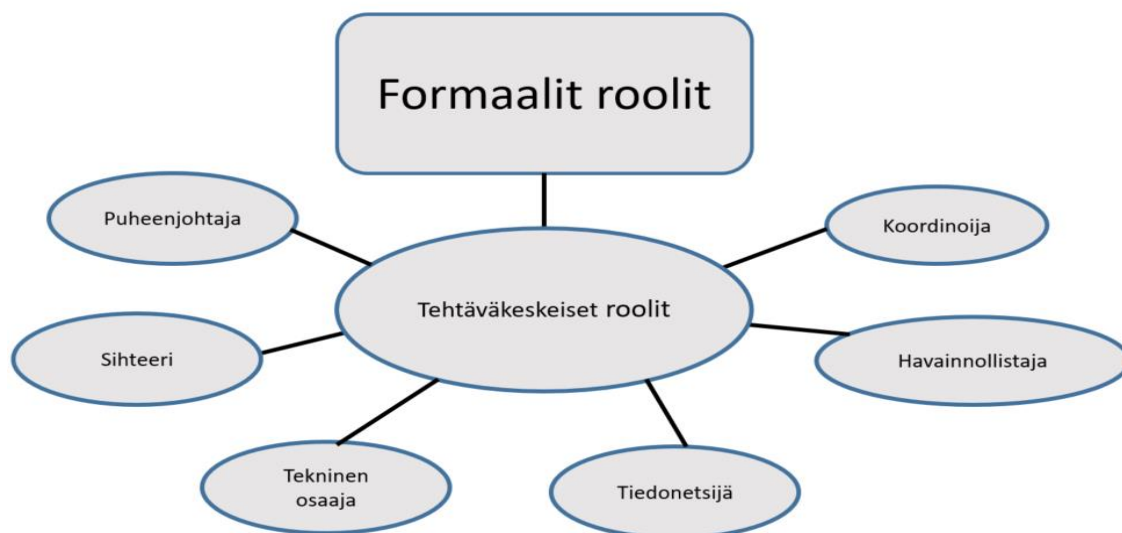 Formaalit roolit
Puheenjohtaja
Koordinoija
Tehtäväkeskeiset roolit
Sihteeri
Havainnollistaja
Tekninen
osaaja
Tiedonetsijä